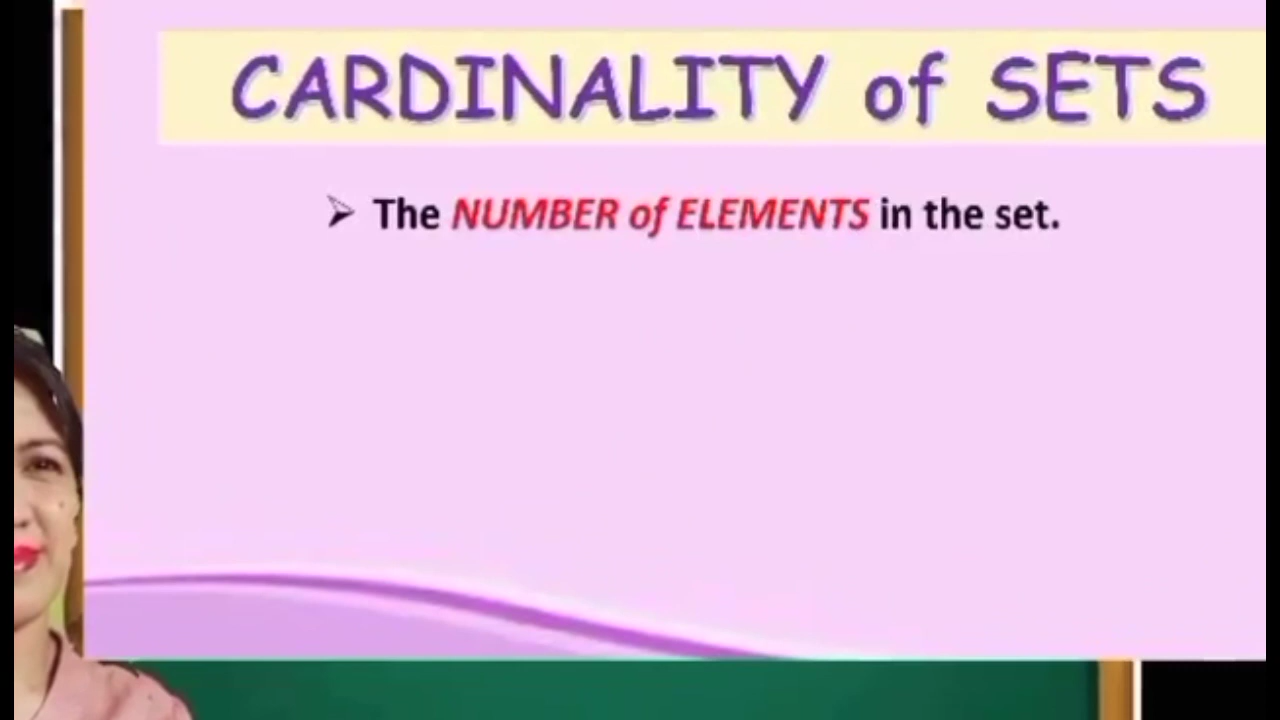 CARDINALITY of SETS
➢ The NUMBER of ELEMENTS in the set.